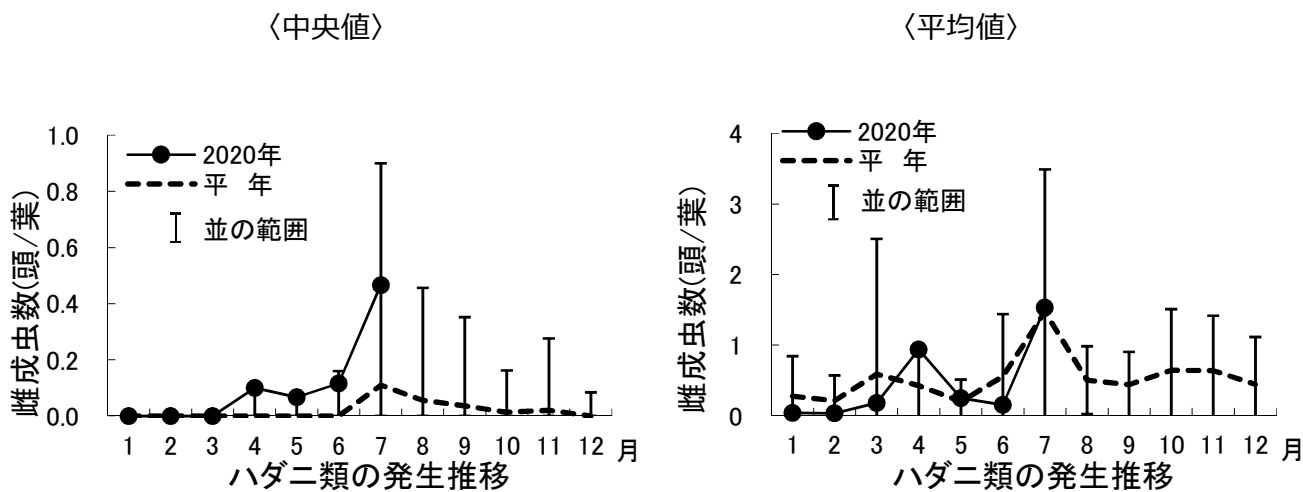 〈中央値〉
雌成虫数(頭/葉)
1.0
0.8
0.6
0.4
0.2
0.0
2020年
平 年
並の範囲
1 2 3 4 5 6 7 8 9 10 11 12 月
ハダニ類の発生推移
〈平均値〉
雌成虫数(頭/葉)
4
3
2
1
0
2020年
平 年
並の範囲
1 2 3 4 5 6 7 8 9 10 11 12 月
ハダニ類の発生推移